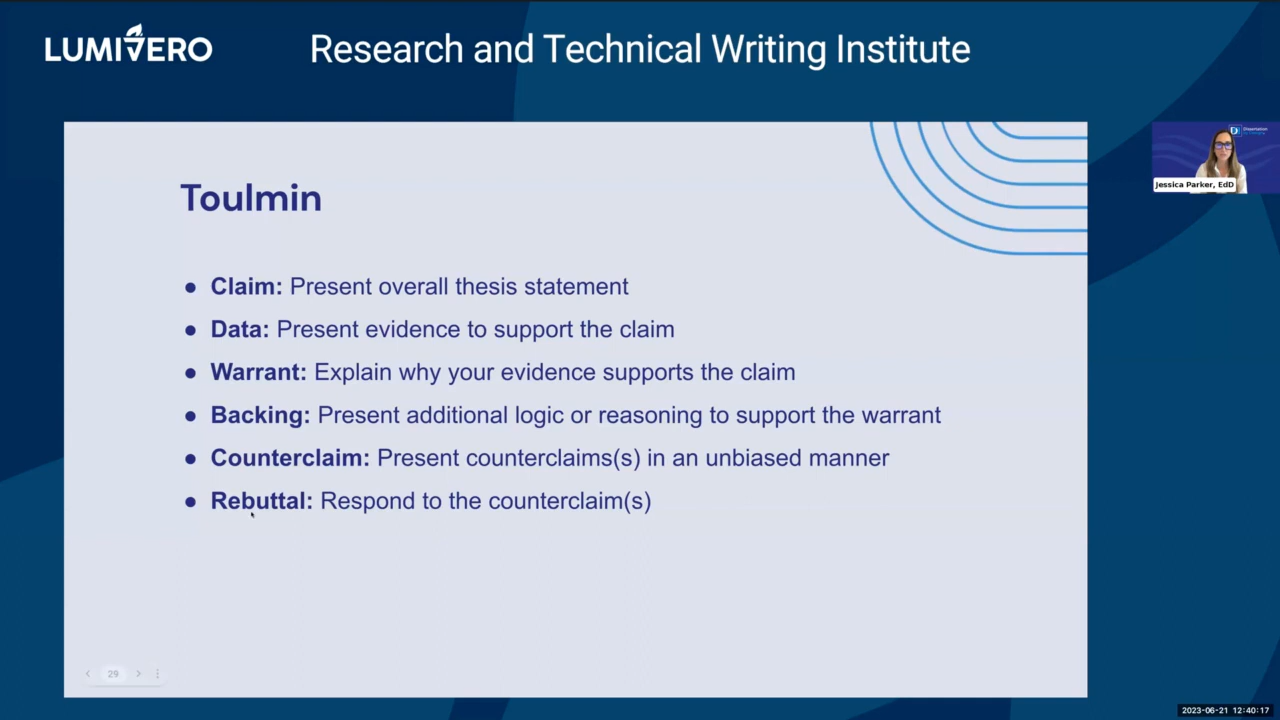 LUMIVERO
Research and Technical Writing Institute
Toulmin
● Claim: Present overall thesis statement
● Data: Present evidence to support the claim
● Warrant: Explain why your evidence supports the claim
● Backing: Present additional logic or reasoning to support the warrant
● Counterclaim: Present counterclaims(s) in an unbiased manner
● Rebuttal: Respond to the counterclaim(s)
29
Dissertation
Jessica Parker, EdD
2023-06-21 12:40:17